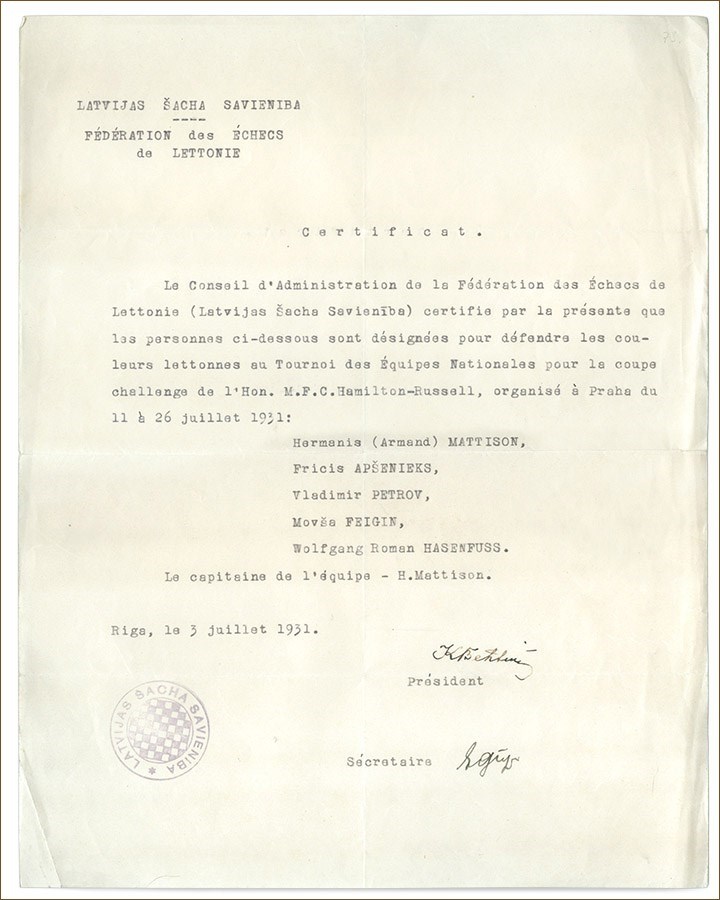 LATVIJAS ŠACHA SAVIENIBA
----
FÉDÉRATION des ÉCHECS
de LETTONIE
Certificat.
Le Conseil d'Administration de la Fédération des Échecs de
Lettonie (Latvijas Šacha Savienība) certifie par la présente que
les personnes ci-dessous sont désignées pour défendre les cou-
leurs lettonnes au Tournoi des Équipes Nationales pour la coupe
challenge de l'Hon. M.F.C.Hamilton-Russell, organisé à Praha du
11 à 26 juillet 1931:
Hermanis (Armand) MATTISON,
Fricis APŠENIEKS,
Vladimir PETROV,
Movša FEIGIN,
Wolfgang Roman HASENFUSS.
Le capitaine de l'équipe - H.Mattison.
Riga, le 3 juillet 1931.
Président
LATVIJAS ŠACHA SAVIENIBA *
Sécretaire